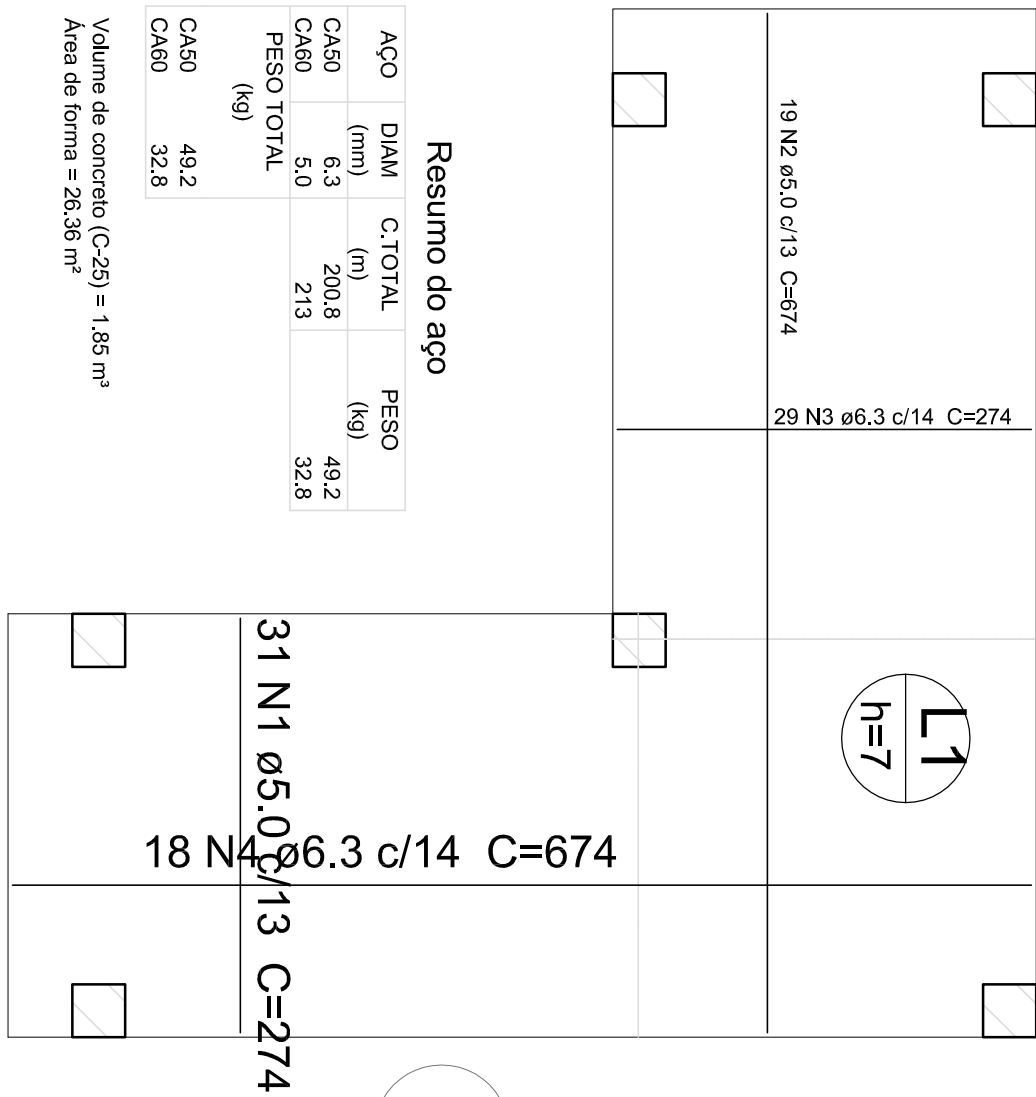 19 N2 ø5.0 c/13 C=674
29 N3 ø6.3 c/14 C=274
L1
h=7
31 N1 ø5.0 c/13 C=274
18 N4 ø6.3 c/14 C=674
Resumo do aço
AÇO DIAM C.TOTAL PESO
(mm) (m) (kg)
CA50 6.3 200.8 49.2
CA60 5.0 213 32.8
PESO TOTAL
(kg)
CA50 49.2
CA60 32.8
Volume de concreto (C-25) = 1.85 m³
Área de forma = 26.36 m²